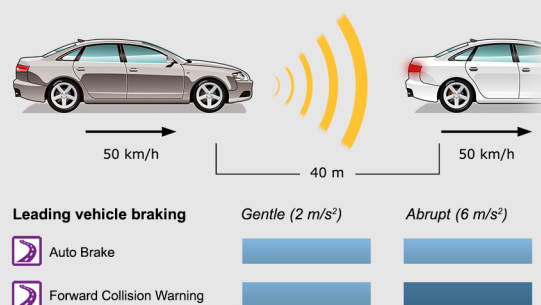 50 km/h
50 km/h
40 m
Leading vehicle braking Gentle (2 m/s²) Abrupt (6 m/s²)
Auto Brake
Forward Collision Warning